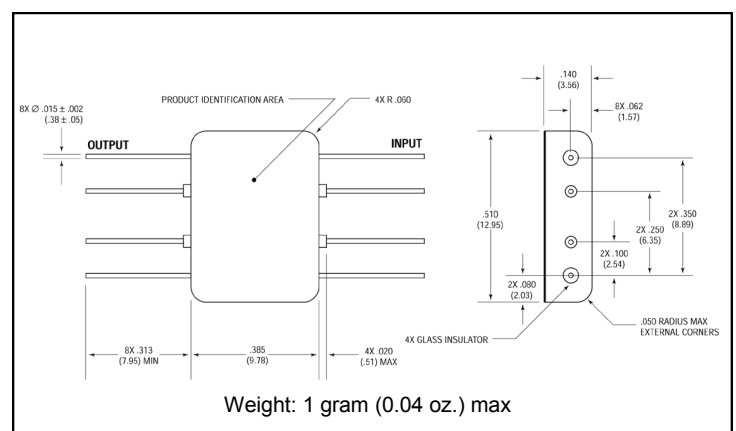 PRODUCT IDENTIFICATION AREA
4X R .060
8X Ø .015 ± .002
(.38 ± .05)
OUTPUT
INPUT
8X .313
(7.95) MIN
.385
(9.78)
4X .020
(.51) MAX
.140
(3.56)
8X .062
(1.57)
.510
(12.95)
2X .350
(8.89)
2X .250
(6.35)
2X .100
(2.54)
2X .080
(2.03)
4X GLASS INSULATOR
.050 RADIUS MAX
EXTERNAL CORNERS
Weight: 1 gram (0.04 oz.) max